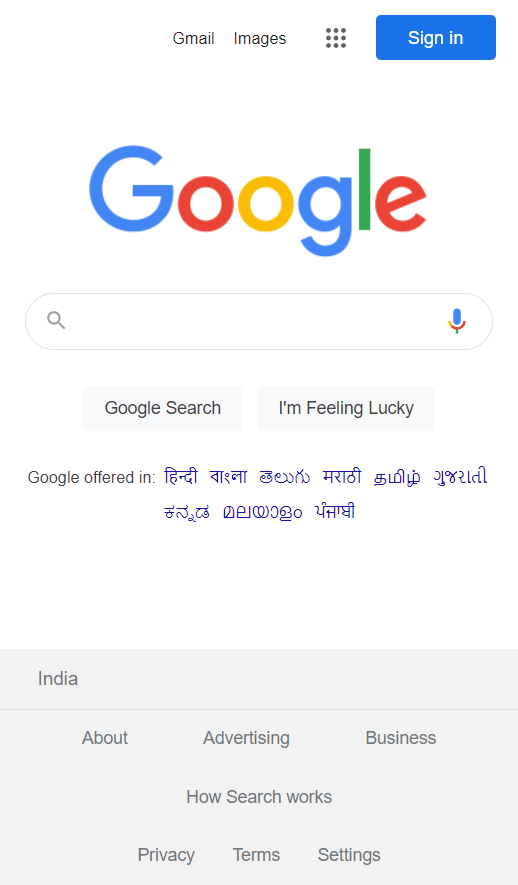 Gmail Images Sign in
Google
Google Search I'm Feeling Lucky
Google offered in: हिन्दी বাংলা తెలుగు मराठी தமிழ் ગુજરાતી
ಕನ್ನಡ മലയാളം ਪੰਜਾਬੀ
India
About Advertising Business
How Search works
Privacy Terms Settings